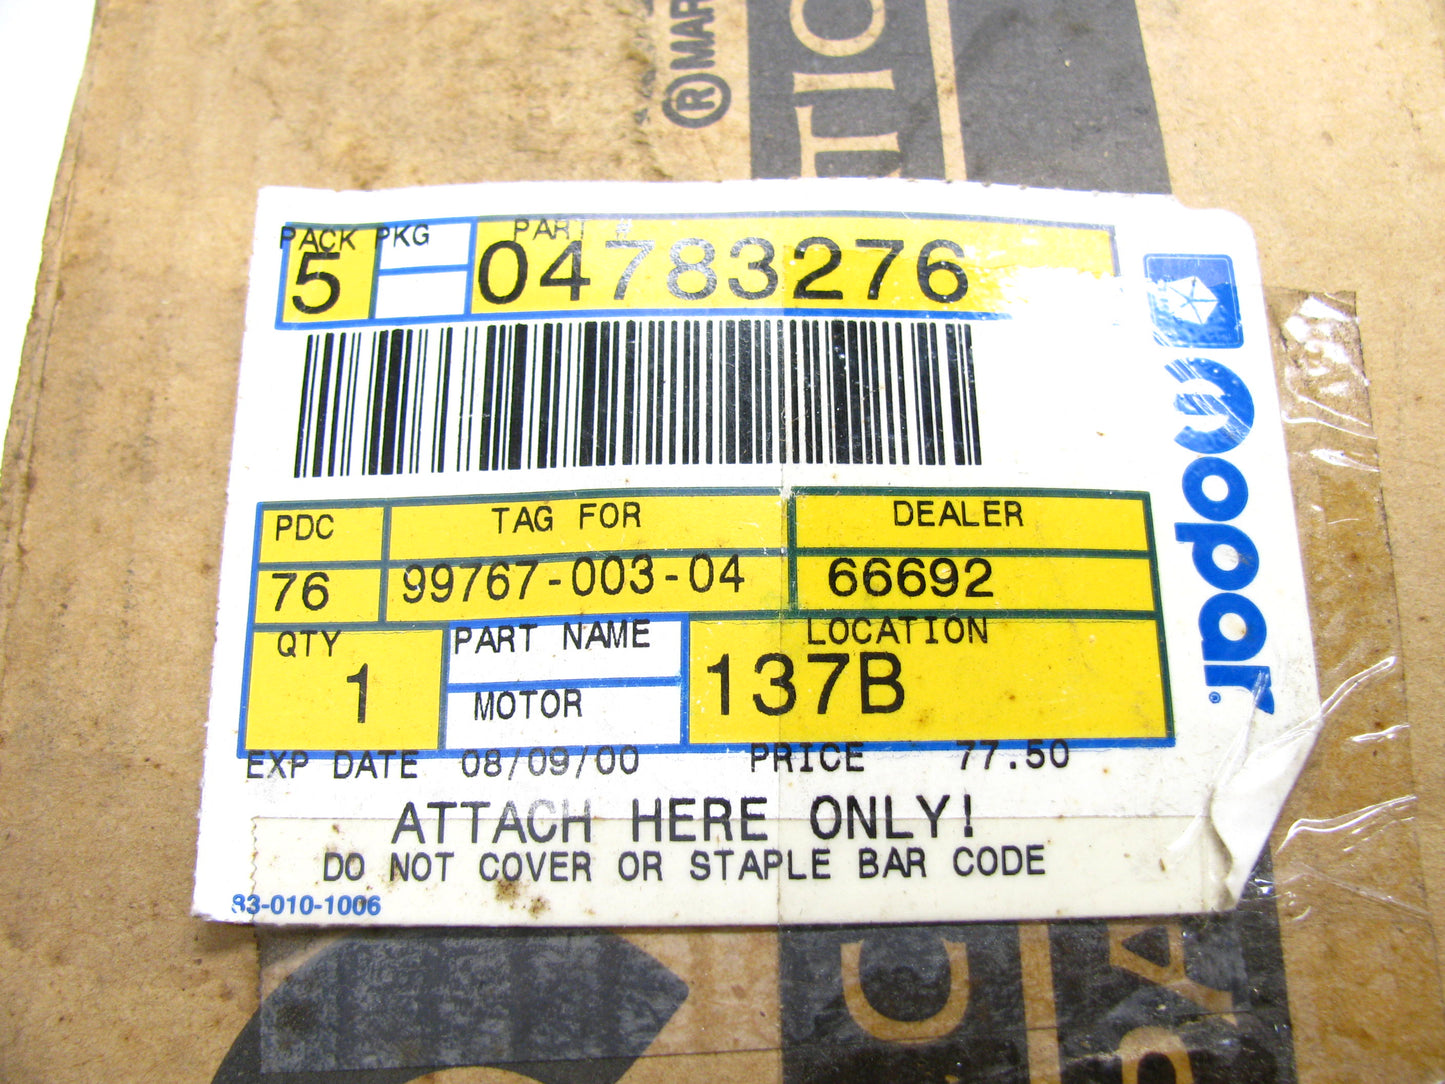 ® MAR
TIC
PACK PKG PART #
5 04783276
mopar®
PDC TAG FOR DEALER
76 99767-003-04 66692
QTY PART NAME LOCATION
1 MOTOR 137B
EXP DATE 08/09/00 PRICE 77.50
ATTACH HERE ONLY!
DO NOT COVER OR STAPLE BAR CODE
83-010-1006
C